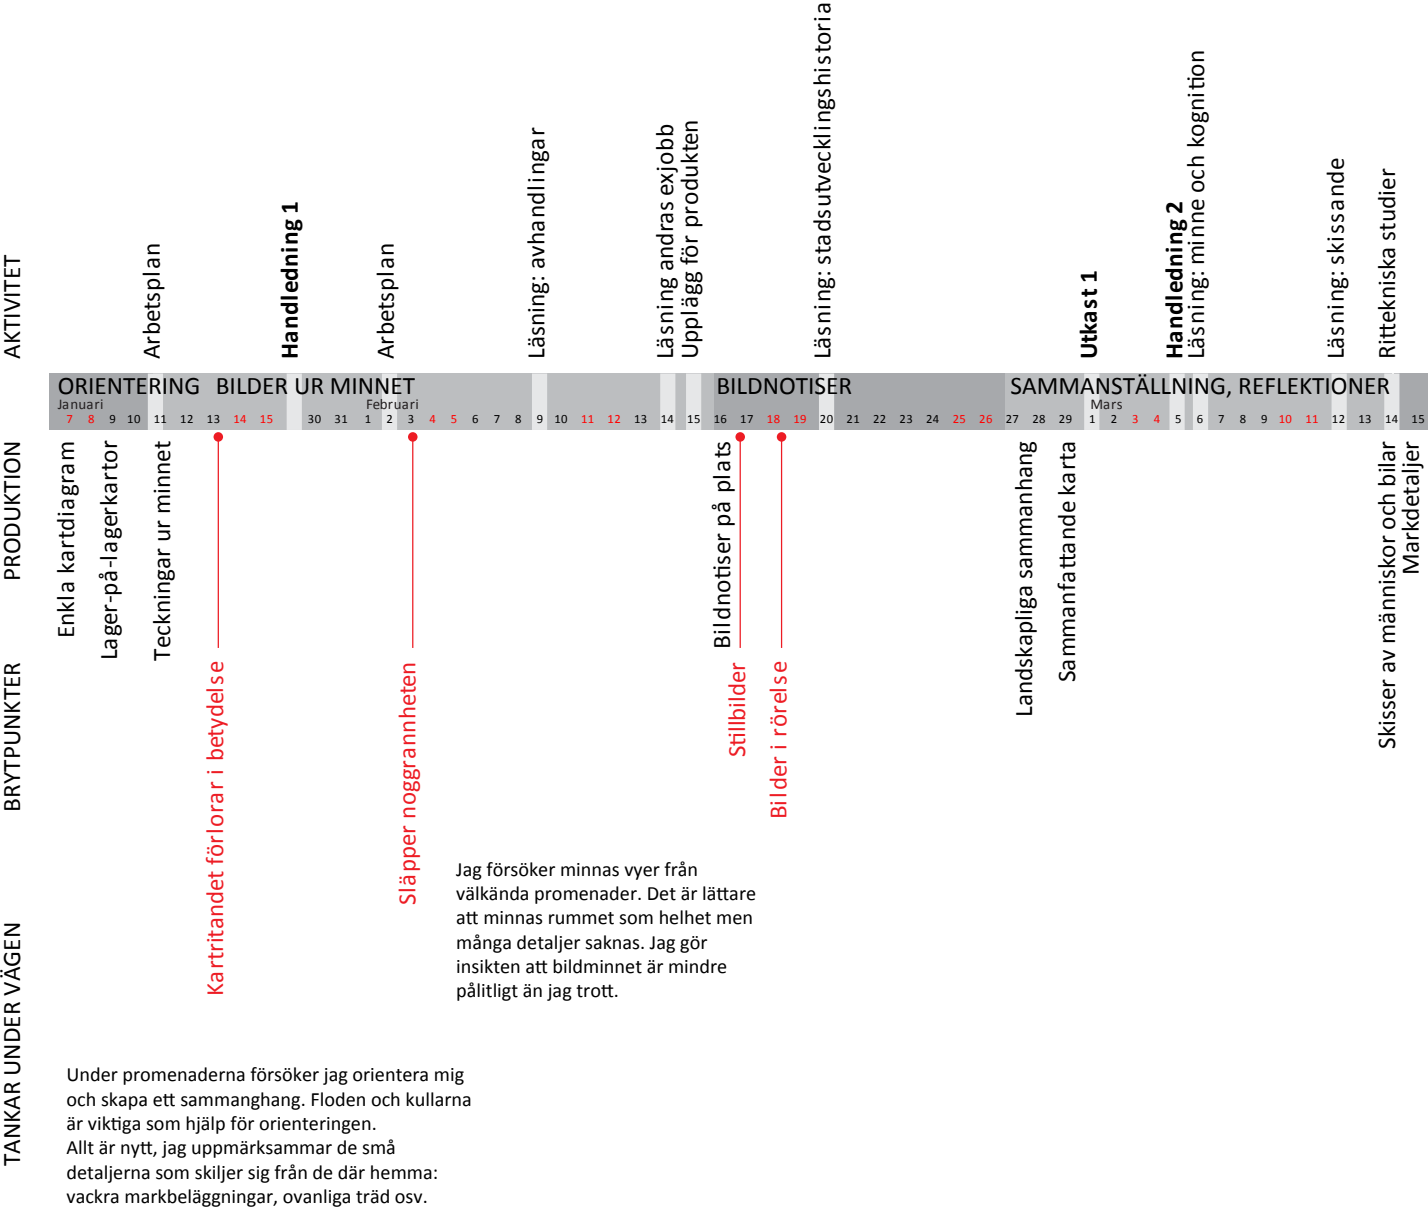 AKTIVITET
Arbetsplan
Handledning 1
Arbetsplan
Läsning: avhandlingar
Läsning andras exjobb
Upplägg för produkten
Läsning: stadsutvecklingshistoria
Utkast 1
Handledning 2
Läsning: minne och kognition
Läsning: skissande
Rittekniska studier
ORIENTERING BILDER UR MINNET BILDNOTISER SAMMANSTÄLLNING, REFLEKTIONER
Januari Februari Mars
7 8 9 10 11 12 13 14 15 30 31 1 2 3 4 5 6 7 8 9 10 11 12 13 14 15 16 17 18 19 20 21 22 23 24 25 26 27 28 29 1 2 3 4 5 6 7 8 9 10 11 12 13 14 15
PRODUKTION
Enkla kartdiagram
Lager-på-lagerkartor
Teckningar ur minnet
Bildnotiser på plats
Landskapliga sammanhang
Sammanfattande karta
Skisser av människor och bilar
Markdetaljer
BRYTPUNKTER
Kartritandet förlorar i betydelse
Släpper noggrannheten
Stillbilder
Bilder i rörelse
TANKAR UNDER VÄGEN
Jag försöker minnas vyer från
välkända promenader. Det är lättare
att minnas rummet som helhet men
många detaljer saknas. Jag gör
insikten att bildminnet är mindre
pålitligt än jag trott.
Under promenaderna försöker jag orientera mig
och skapa ett sammanghang. Floden och kullarna
är viktiga som hjälp för orienteringen.
Allt är nytt, jag uppmärksammar de små
detaljerna som skiljer sig från de där hemma:
vackra markbeläggningar, ovanliga träd osv.